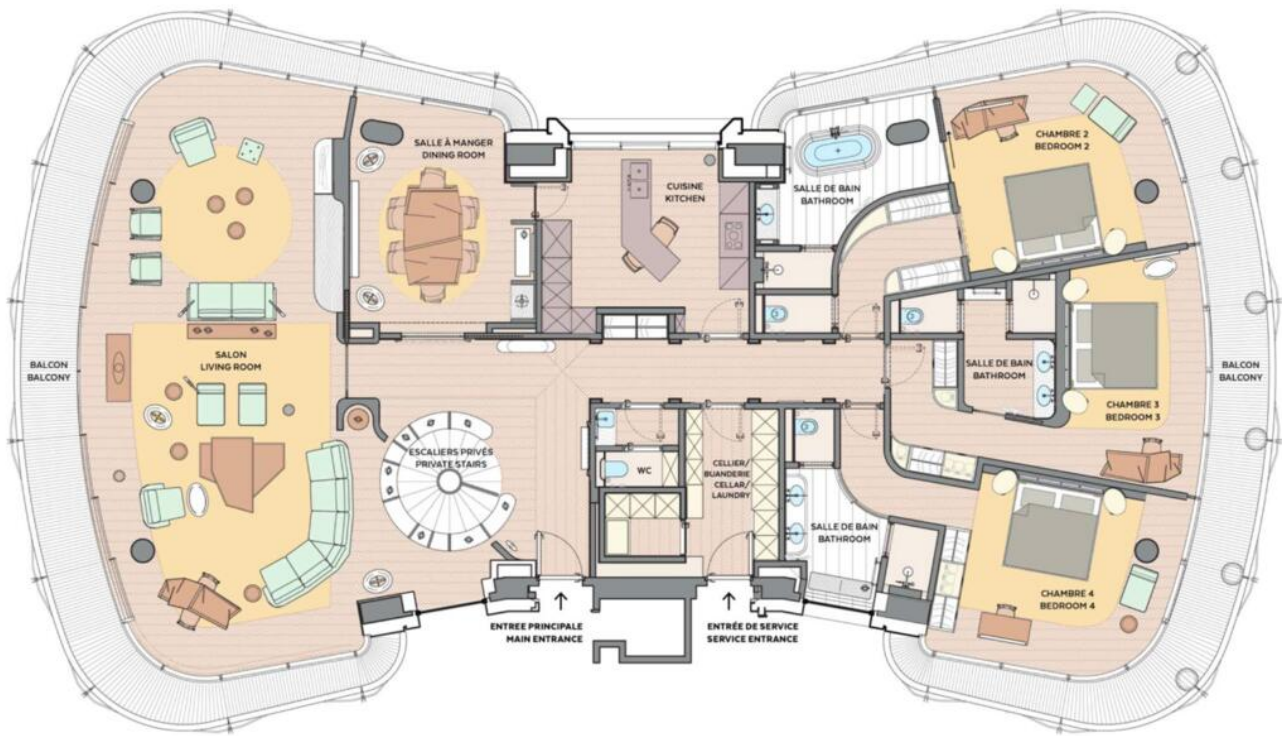 SALLE À MANGER
DINING ROOM
CUISINE
KITCHEN
SALLE DE BAIN
BATHROOM
CHAMBRE 2
BEDROOM 2
BALCON
BALCONY
SALON
LIVING ROOM
SALLE DE BAIN
BATHROOM
CHAMBRE 3
BEDROOM 3
BALCON
BALCONY
ESCALIERS PRIVÉS
PRIVATE STAIRS
WC
CELLIER/
BUANDERIE
CELLAR/
LAUNDRY
SALLE DE BAIN
BATHROOM
CHAMBRE 4
BEDROOM 4
ENTREE PRINCIPALE
MAIN ENTRANCE
ENTRÉE DE SERVICE
SERVICE ENTRANCE